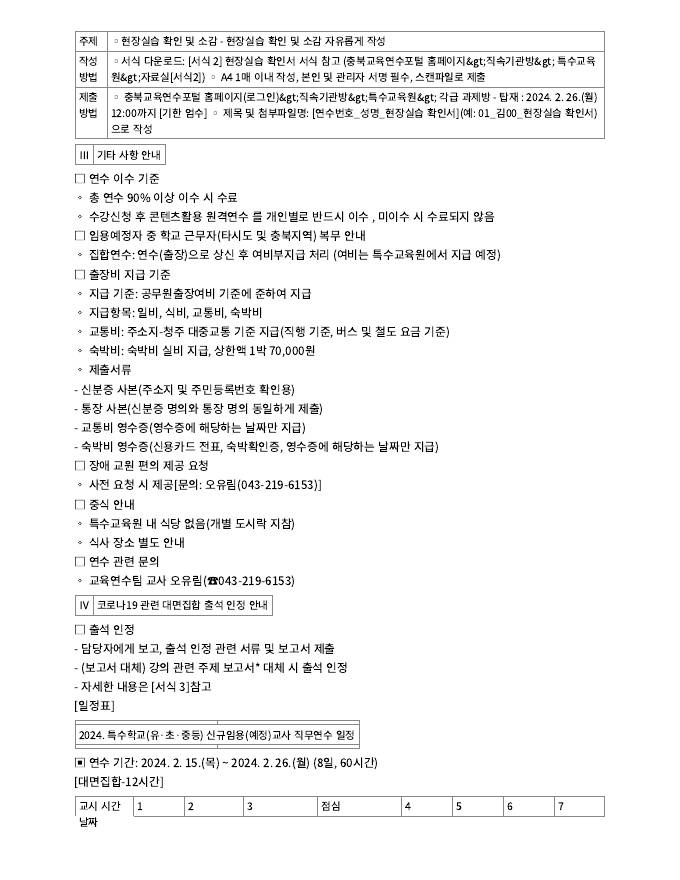 주제 ◦ 현장실습 확인 및 소감 - 현장실습 확인 및 소감 자유롭게 작성
작성 ◦ 서식 다운로드: [서식 2] 현장실습 확인서 서식 참고 (충북교육연수포털 홈페이지&gt;직속기관방&gt; 특수교육
방법 원&gt;자료실[서식2]) ◦ A4 1매 이내 작성, 본인 및 관리자 서명 필수, 스캔파일로 제출
제출 ◦ 충북교육연수포털 홈페이지(로그인)&gt;직속기관방&gt;특수교육원&gt; 각급 과제방 - 탑재 : 2024. 2. 26.(월)
방법 12:00까지 [기한 엄수] ◦ 제목 및 첨부파일명: [연수번호_성명_현장실습 확인서](예: 01_김00_현장실습 확인서)
으로 작성
Ⅲ 기타 사항 안내
□ 연수 이수 기준
◦ 총 연수 90% 이상 이수 시 수료
◦ 수강신청 후 콘텐츠활용 원격연수 를 개인별로 반드시 이수 , 미이수 시 수료되지 않음
□ 임용예정자 중 학교 근무자(타시도 및 충북지역) 복무 안내
◦ 집합연수: 연수(출장)으로 상신 후 여비부지급 처리 (여비는 특수교육원에서 지급 예정)
□ 출장비 지급 기준
◦ 지급 기준: 공무원출장여비 기준에 준하여 지급
◦ 지급항목: 일비, 식비, 교통비, 숙박비
◦ 교통비: 주소지-청주 대중교통 기준 지급(직행 기준, 버스 및 철도 요금 기준)
◦ 숙박비: 숙박비 실비 지급, 상한액 1박 70,000원
◦ 제출서류
- 신분증 사본(주소지 및 주민등록번호 확인용)
- 통장 사본(신분증 명의와 통장 명의 동일하게 제출)
- 교통비 영수증(영수증에 해당하는 날짜만 지급)
- 숙박비 영수증(신용카드 전표, 숙박확인증, 영수증에 해당하는 날짜만 지급)
□ 장애 교원 편의 제공 요청
◦ 사전 요청 시 제공[문의: 오유림(043-219-6153)]
□ 중식 안내
◦ 특수교육원 내 식당 없음(개별 도시락 지참)
◦ 식사 장소 별도 안내
□ 연수 관련 문의
◦ 교육연수팀 교사 오유림(☎043-219-6153)
Ⅳ 코로나19 관련 대면집합 출석 인정 안내
□ 출석 인정
- 담당자에게 보고, 출석 인정 관련 서류 및 보고서 제출
- (보고서 대체) 강의 관련 주제 보고서* 대체 시 출석 인정
- 자세한 내용은 [서식 3]참고
[일정표]
2024. 특수학교(유·초·중등) 신규임용(예정)교사 직무연수 일정
▣ 연수 기간: 2024. 2. 15.(목) ~ 2024. 2. 26.(월) (8일, 60시간)
[대면집합-12시간]
교시 시간 1 2 3 점심 4 5 6 7
날짜